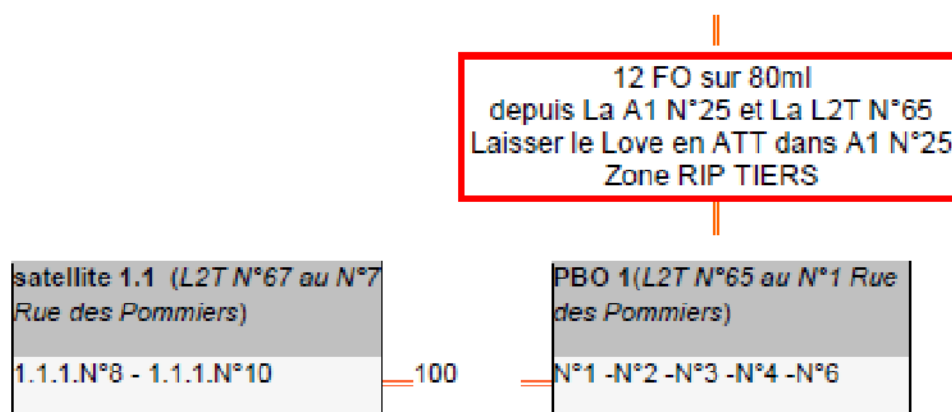 12 FO sur 80ml
depuis La A1 N°25 et La L2T N°65
Laisser le Love en ATT dans A1 N°25
Zone RIP TIERS
satellite 1.1 (L2T N°67 au N°7
Rue des Pommiers)
1.1.1.N°8 - 1.1.1.N°10
100
PBO 1(L2T N°65 au N°1 Rue
des Pommiers)
N°1 -N°2 -N°3 -N°4 -N°6